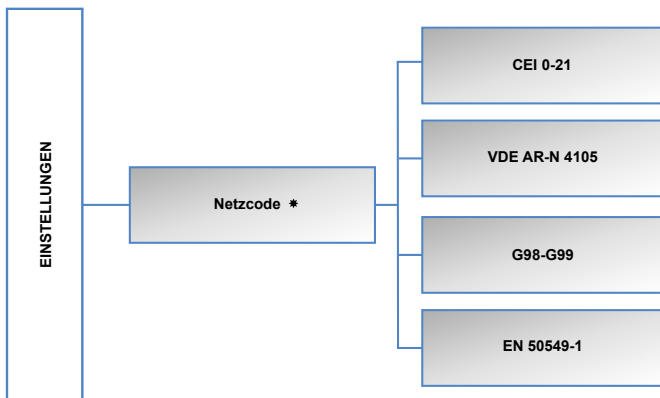 EINSTELLUNGEN
Netzcode *
CEI 0-21
VDE AR-N 4105
G98-G99
EN 50549-1